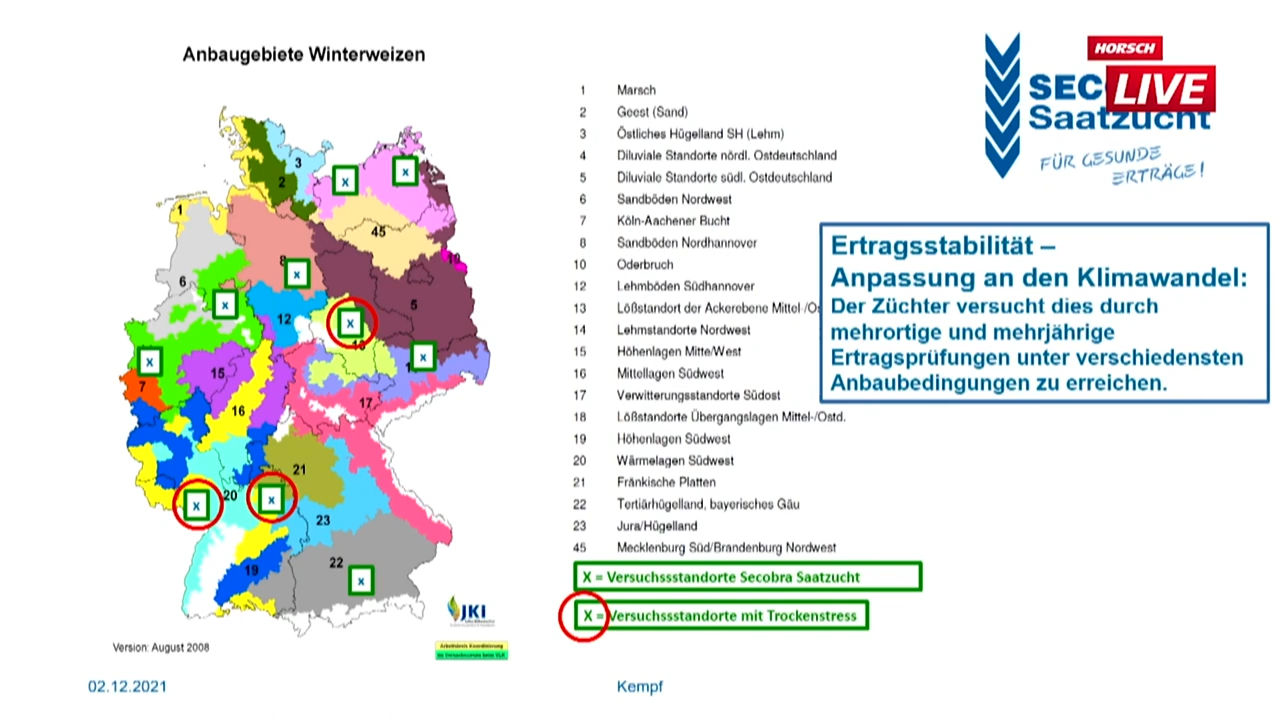 Anbaugebiete Winterweizen
HORSCH
LIVE
SEC
Saatzucht
FÜR GESUNDE
ERTRÄGE!
1 Marsch
2 Geest (Sand)
3 Östliches Hügelland SH (Lehm)
4 Diluviale Standorte nördl. Ostdeutschland
5 Diluviale Standorte südl. Ostdeutschland
6 Sandböden Nordwest
7 Köln-Aachener Bucht
8 Sandböden Nordhannover
10 Oderbruch
12 Lehmböden Südhannover
13 Lößstandort der Ackerebene Mittel
14 Lehmstandorte Nordwest
15 Höhenlagen Mitte/West
16 Mittellagen Südwest
17 Verwitterungsstandorte Südost
18 Lößstandorte Übergangslagen Mittel-/Ostd.
19 Höhenlagen Südwest
20 Wärmelagen Südwest
21 Fränkische Platten
22 Tertiärhügelland, bayerisches Gäu
23 Jura/Hügelland
45 Mecklenburg Süd/Brandenburg Nordwest
Ertragsstabilität –
Anpassung an den Klimawandel:
Der Züchter versucht dies durch
mehrortige und mehrjährige
Ertragsprüfungen unter verschiedensten
Anbaubedingungen zu erreichen.
X = Versuchssstandorte Secobra Saatzucht
X = Versuchssstandorte mit Trockenstress
3
2
x
x
1
45
6
8
x
x
12
5
x
x
x
7
15
16
17
21
20
x
x
23
22
19
x
JKI
Version: August 2008
02.12.2021
Kempf